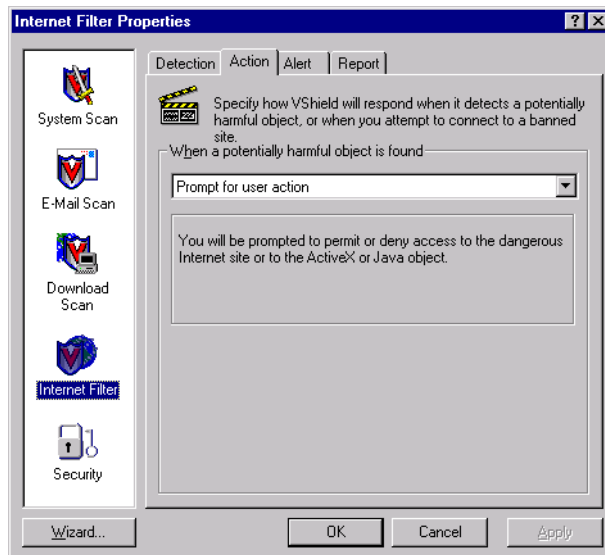 Internet Filter Properties
System Scan
E-Mail Scan
Download
Scan
Internet Filter
Security
Detection Action Alert Report
Specify how VShield will respond when it detects a potentially
harmful object, or when you attempt to connect to a banned
site.
When a potentially harmful object is found
Prompt for user action
You will be prompted to permit or deny access to the dangerous
Internet site or to the ActiveX or Java object.
Wizard... OK Cancel Apply